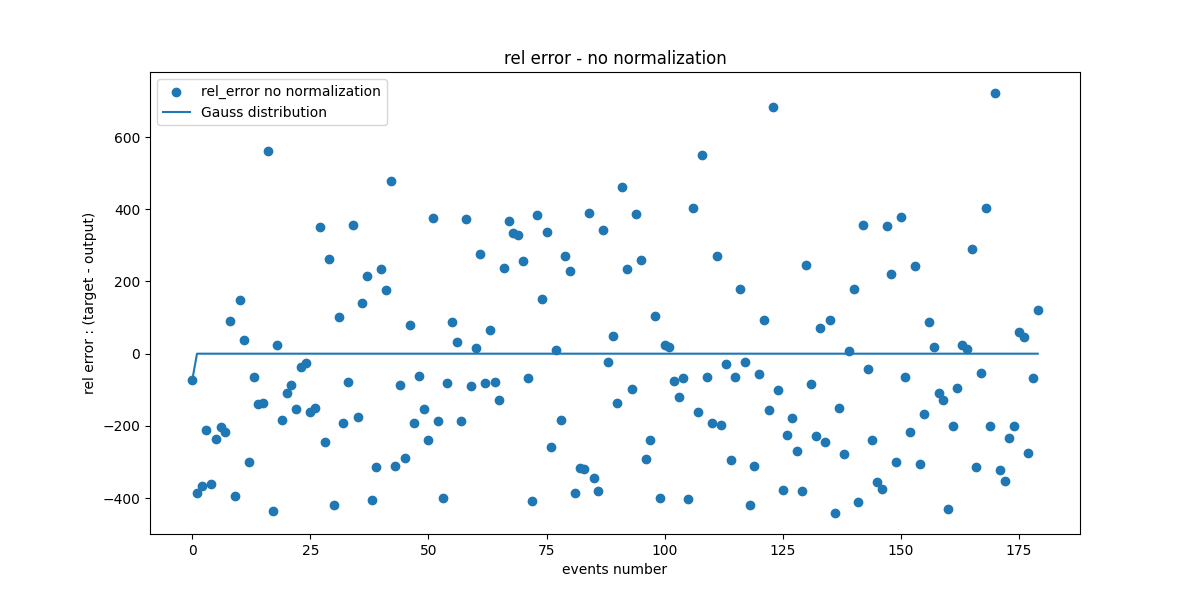 rel error - no normalization
rel_error no normalization
Gauss distribution
rel error : (target - output)
600
400
200
0
−200
−400
0 25 50 75 100 125 150 175
events number